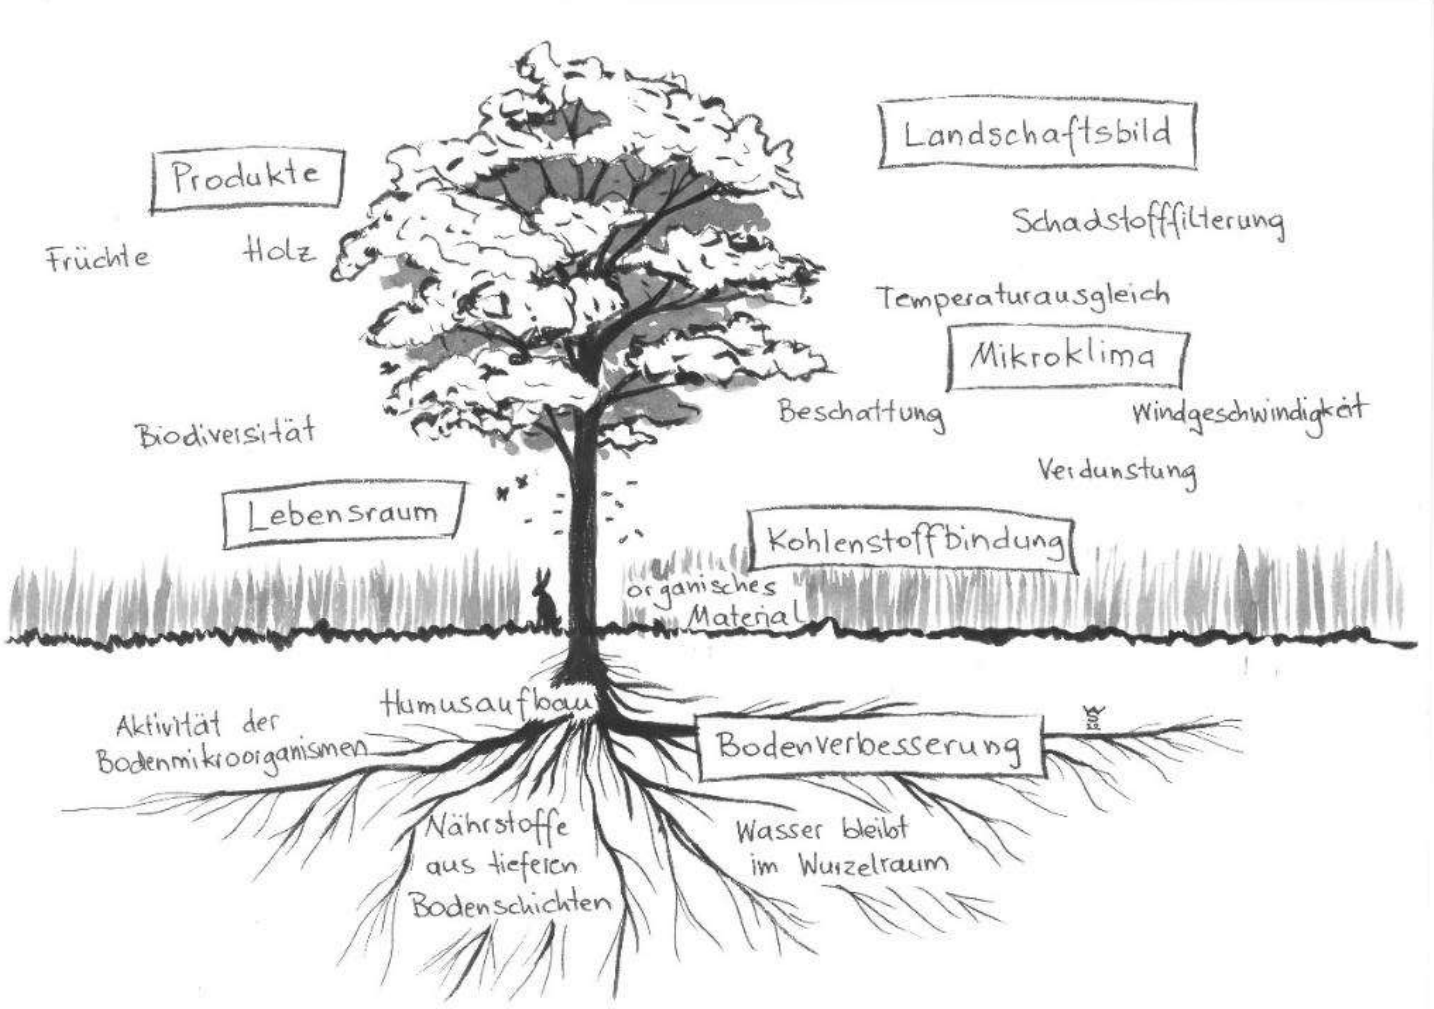 Landschaftsbild
Produkte
Schadstofffilterung
Früchte
Holz
Temperaturausgleich
Mikroklima
Beschattung
Windgeschwindigkeit
Biodiversität
Verdunstung
Lebensraum
Kohlenstoffbindung
organisches
Material
Humusaufbau
Aktivität der
Bodenmikroorganismen
Bodenverbesserung
Nährstoffe
aus tieferen
Bodenschichten
Wasser bleibt
im Wurzelraum